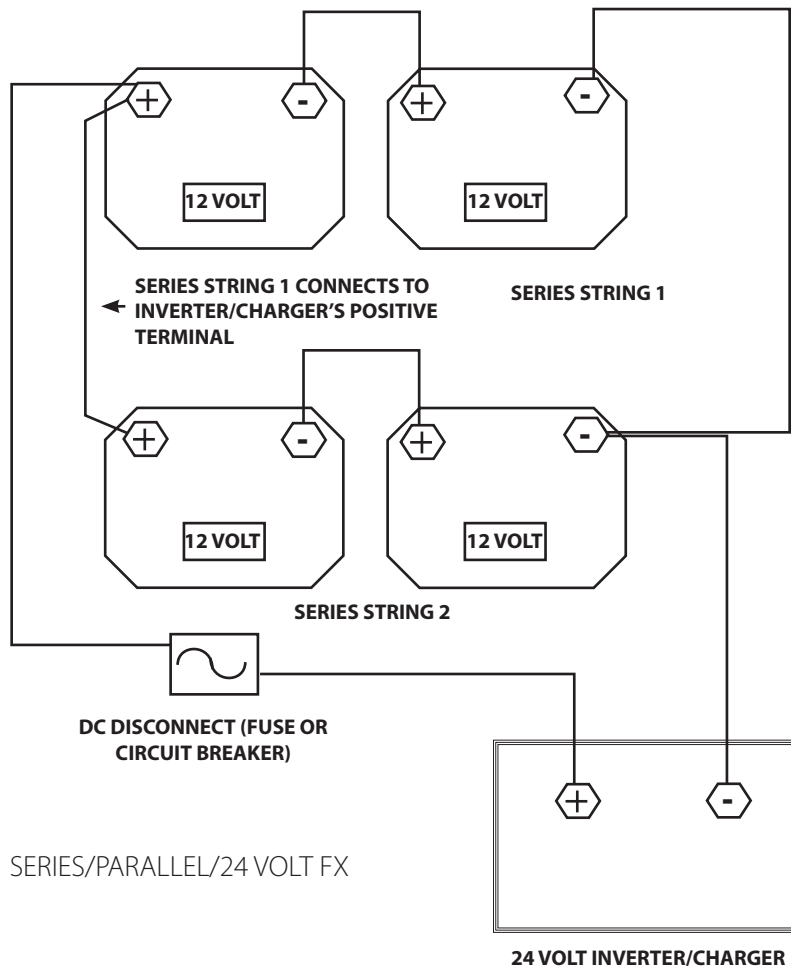 +
-
+
-
12 VOLT
12 VOLT
SERIES STRING 1 CONNECTS TO
INVERTER/CHARGER’S POSITIVE
TERMINAL
SERIES STRING 1
+
-
+
-
12 VOLT
12 VOLT
SERIES STRING 2
DC DISCONNECT (FUSE OR
CIRCUIT BREAKER)
+
-
SERIES/PARALLEL/24 VOLT FX
24 VOLT INVERTER/CHARGER